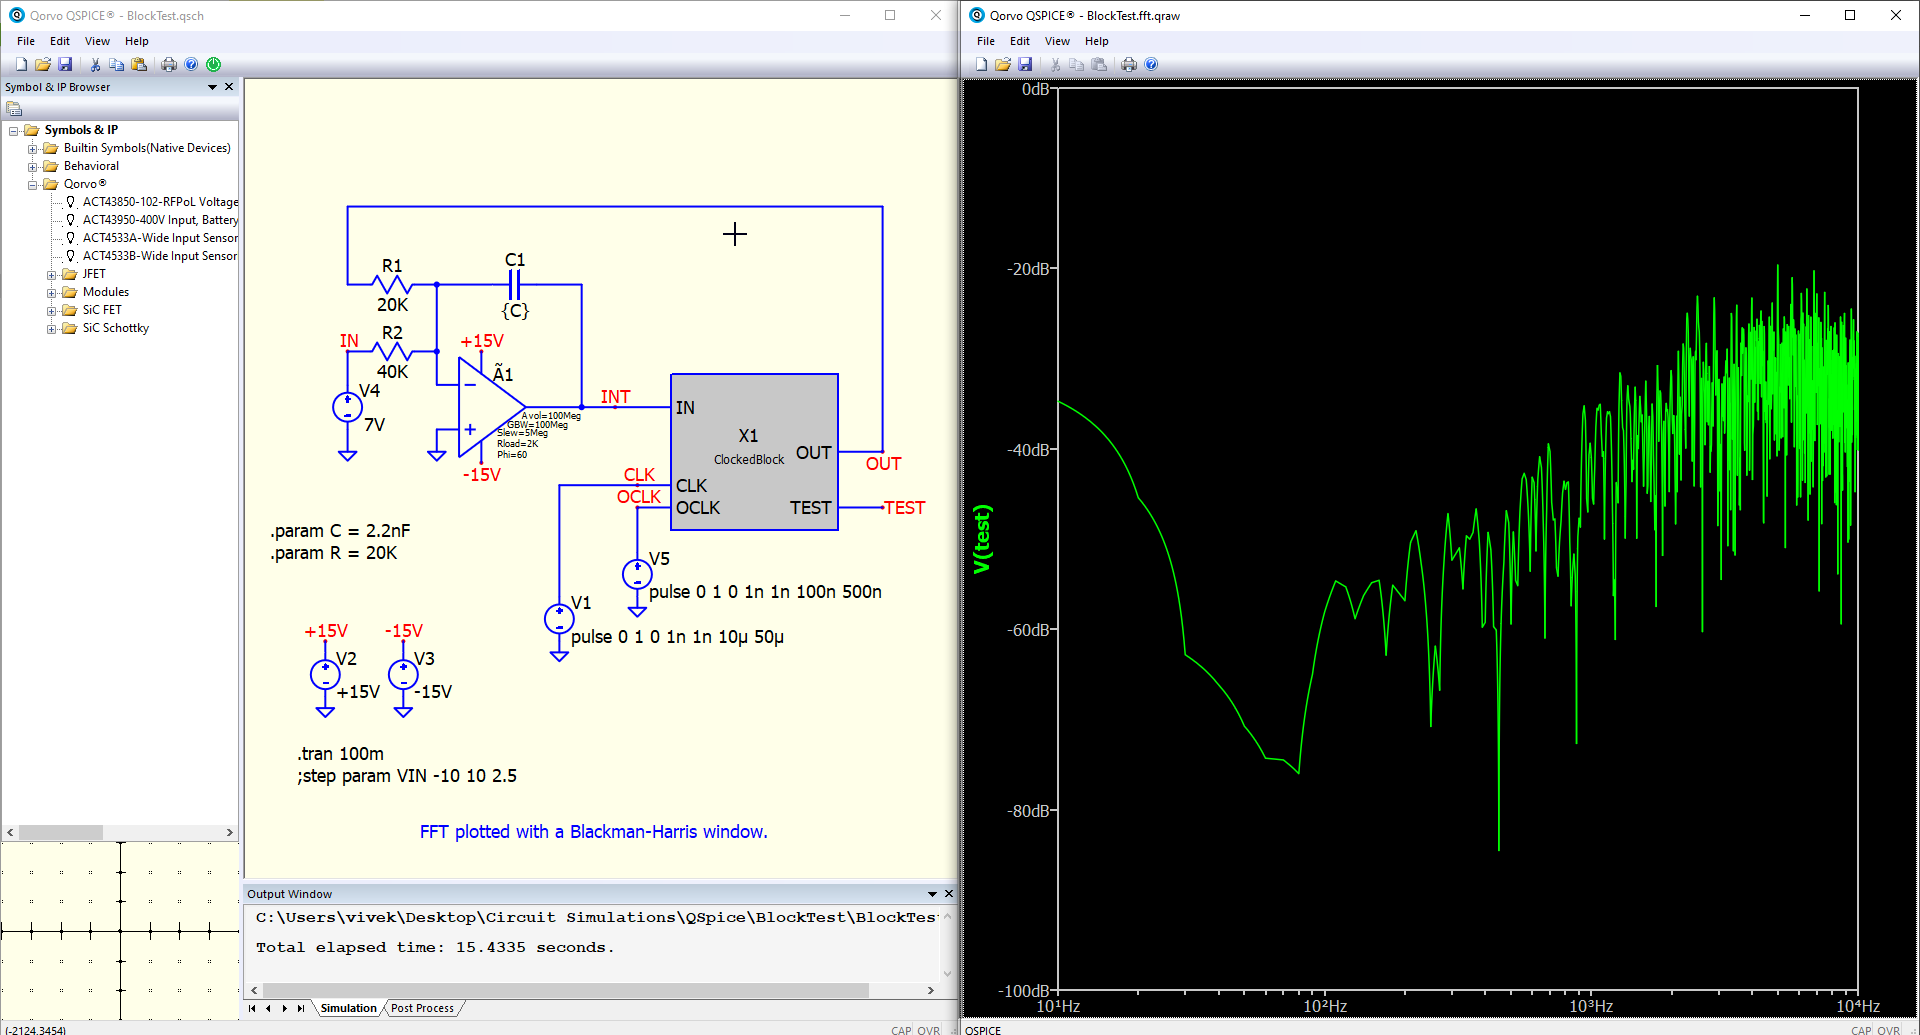 Qorvo QSPICE® - BlockTest.qsch
File Edit View Help
Symbol & IP Browser
Symbols & IP
Builtin Symbols(Native Devices)
Behavioral
Qorvo®
ACT43850-102-RFPoL Voltage
ACT43950-400V Input, Battery
ACT4533A-Wide Input Sensor
ACT4533B-Wide Input Sensor
JFET
Modules
SiC FET
SiC Schottky
(-2124,3454)
R1
20K
C1
{C}
IN
R2
40K
V4
7V
+15V
Ã1
Avol=100Meg
GBW=100Meg
Slew=5Meg
Rload=2K
Phi=60
-15V
INT
IN
X1
ClockedBlock
OUT
OUT
CLK
OCLK
CLK
OCLK
TEST
TEST
.param C = 2.2nF
.param R = 20K
V5
pulse 0 1 0 1n 1n 100n 500n
V1
pulse 0 1 0 1n 1n 10µ 50µ
+15V
V2
+15V
-15V
V3
-15V
.tran 100m
;step param VIN -10 10 2.5
FFT plotted with a Blackman-Harris window.
Output Window
C:\Users\vivek\Desktop\Circuit Simulations\QSpice\BlockTest\BlockTes
Total elapsed time: 15.4335 seconds.
Simulation Post Process
CAP OVR
Qorvo QSPICE® - BlockTest.fft.qraw
File Edit View Help
0dB
-20dB
-40dB
-60dB
-80dB
-100dB
V(test)
10¹Hz 10²Hz 10³Hz 10⁴Hz
QSPICE
CAP OVR